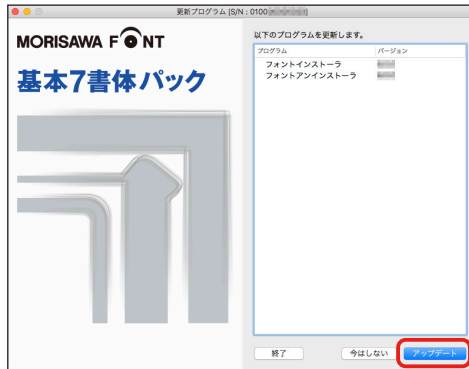 更新プログラム [S/N : 0100
MORISAWA FONT
基本7書体パック
以下のプログラムを更新します。
プログラム バージョン
フォントインストーラ
フォントアンインストーラ
終了 今はしない アップデート